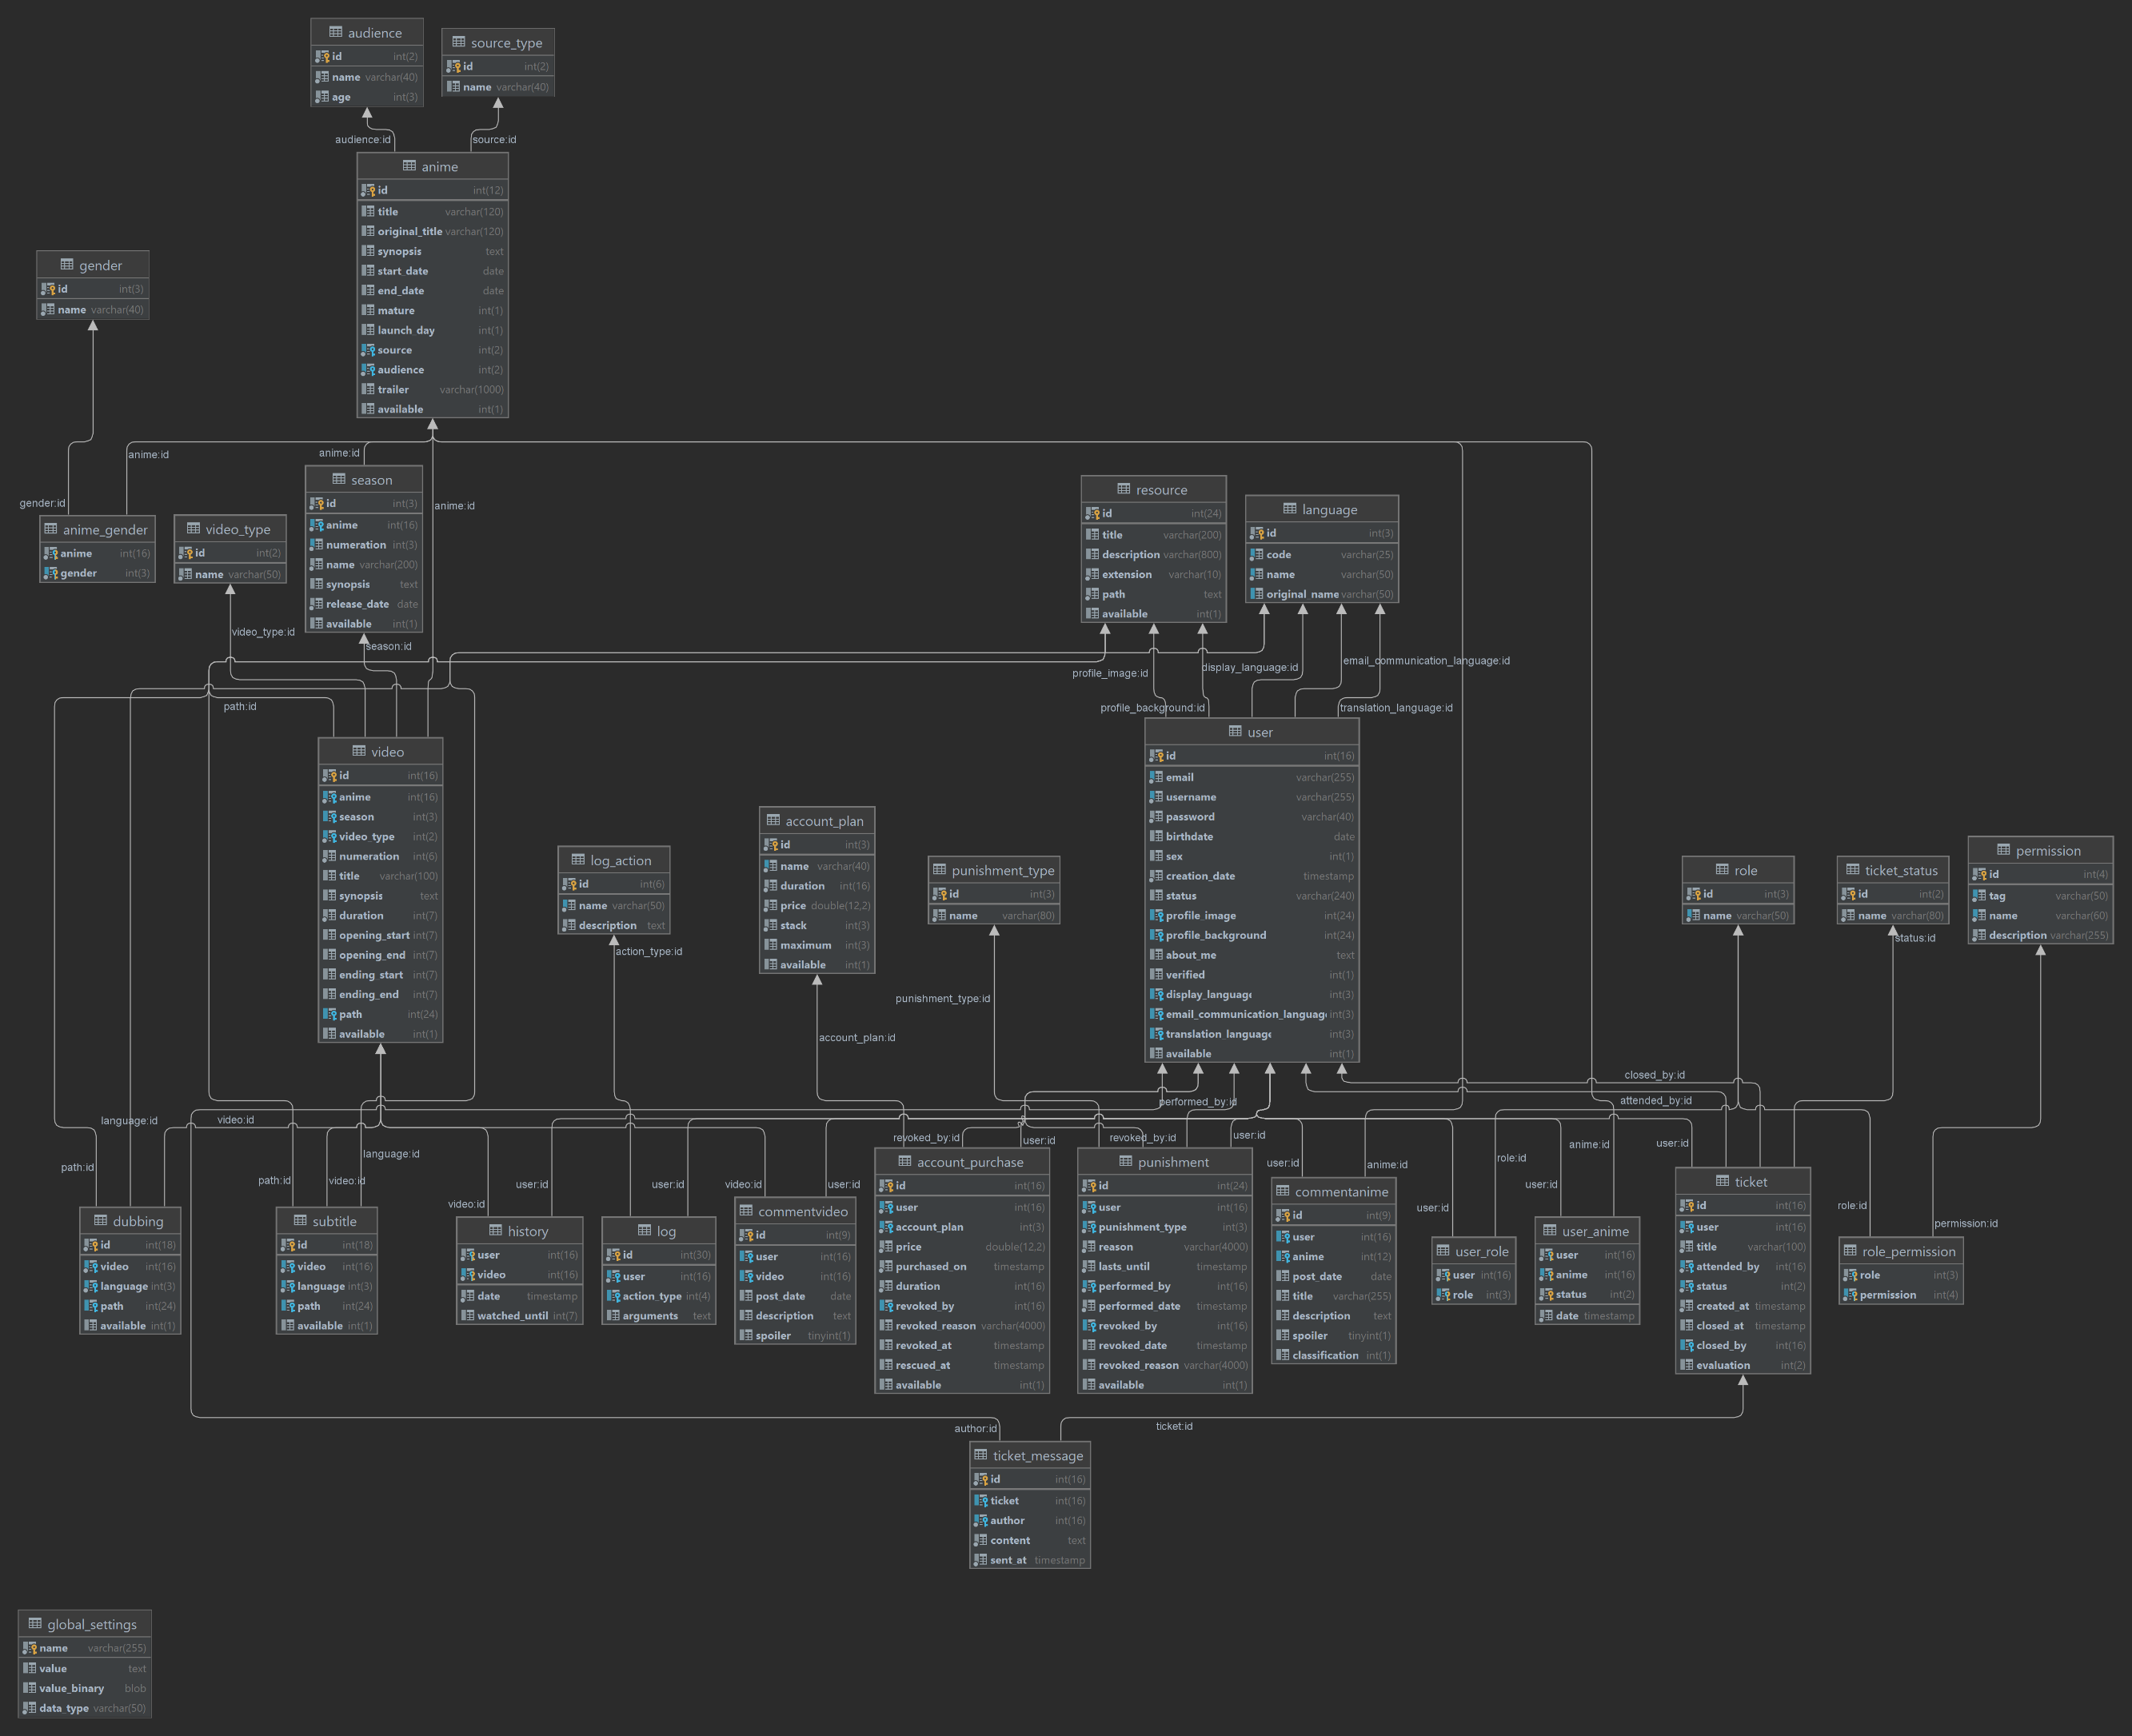 audience
id int(2)
name varchar(40)
age int(3)
source_type
id int(2)
name varchar(40)
audience:id
source:id
anime
id int(12)
title varchar(120)
original_title varchar(120)
synopsis text
start_date date
end_date date
mature int(1)
launch_day int(1)
source int(2)
audience int(2)
trailer varchar(1000)
available int(1)
gender
id int(3)
name varchar(40)
anime:id
anime:id
anime:id
gender:id
anime_gender
anime int(16)
gender int(3)
video_type
id int(2)
name varchar(50)
season
id int(3)
anime int(16)
numeration int(3)
name varchar(200)
synopsis text
release_date date
available int(1)
resource
id int(24)
title varchar(200)
description varchar(800)
extension varchar(10)
path text
available int(1)
language
id int(3)
code varchar(25)
name varchar(50)
original_name varchar(50)
video_type:id
season:id
profile_image:id
display_language:id
email_communication_language:id
path:id
profile_background:id
translation_language:id
video
id int(16)
anime int(16)
season int(3)
video_type int(2)
numeration int(6)
title varchar(100)
synopsis text
duration int(7)
opening_start int(7)
opening_end int(7)
ending_start int(7)
ending_end int(7)
path int(24)
available int(1)
user
id int(16)
email varchar(255)
username varchar(255)
password varchar(40)
birthdate date
sex int(1)
creation_date timestamp
status varchar(240)
profile_image int(24)
profile_background int(24)
about_me text
verified int(1)
display_language int(3)
email_communication_language int(3)
translation_language int(3)
available int(1)
log_action
id int(6)
name varchar(50)
description text
account_plan
id int(3)
name varchar(40)
duration int(16)
price double(12,2)
stack int(3)
maximum int(3)
available int(1)
punishment_type
id int(3)
name varchar(80)
role
id int(3)
name varchar(50)
ticket_status
id int(2)
name varchar(80)
permission
id int(4)
tag varchar(50)
name varchar(60)
description varchar(255)
action_type:id
status:id
punishment_type:id
account_plan:id
closed_by:id
performed_by:id
attended_by:id
language:id
video:id
revoked_by:id
user:id
revoked_by:id
user:id
anime:id
user:id
language:id
path:id
path:id
video:id
video:id
user:id
user:id
video:id
user:id
user:id
anime:id
role:id
user:id
user:id
role:id
permission:id
dubbing
id int(18)
video int(16)
language int(3)
path int(24)
available int(1)
subtitle
id int(18)
video int(16)
language int(3)
path int(24)
available int(1)
history
user int(16)
video int(16)
date timestamp
watched_until int(7)
log
id int(30)
user int(16)
action_type int(4)
arguments text
commentvideo
id int(9)
user int(16)
video int(16)
post_date date
description text
spoiler tinyint(1)
account_purchase
id int(16)
user int(16)
account_plan int(3)
price double(12,2)
purchased_on timestamp
duration int(16)
revoked_by int(16)
revoked_reason varchar(4000)
revoked_at timestamp
rescued_at timestamp
available int(1)
punishment
id int(24)
user int(16)
punishment_type int(3)
reason varchar(4000)
lasts_until timestamp
performed_by int(16)
performed_date timestamp
revoked_by int(16)
revoked_date timestamp
revoked_reason varchar(4000)
available int(1)
commentanime
id int(9)
user int(16)
anime int(12)
post_date date
title varchar(255)
description text
spoiler tinyint(1)
classification int(1)
user_role
user int(16)
role int(3)
user_anime
user int(16)
anime int(16)
status int(2)
date timestamp
ticket
id int(16)
user int(16)
title varchar(100)
attended_by int(16)
status int(2)
created_at timestamp
closed_at timestamp
closed_by int(16)
evaluation int(2)
role_permission
role int(3)
permission int(4)
author:id
ticket:id
ticket_message
id int(16)
ticket int(16)
author int(16)
content text
sent_at timestamp
global_settings
name varchar(255)
value text
value_binary blob
data_type varchar(50)